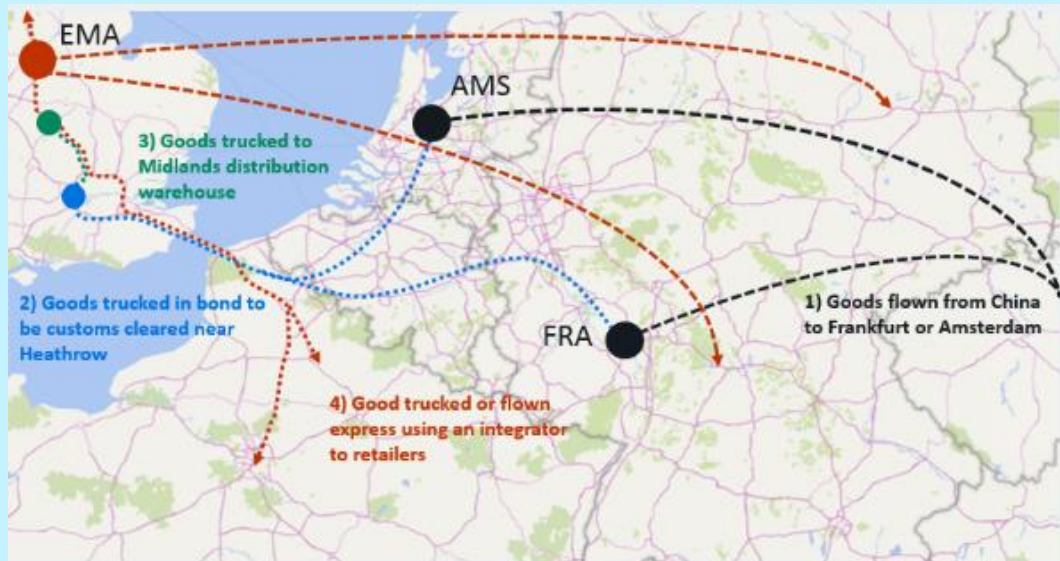 EMA
AMS
3) Goods trucked to
Midlands distribution
warehouse
2) Goods trucked in bond to
be customs cleared near
Heathrow
FRA
1) Goods flown from China
to Frankfurt or Amsterdam
4) Good trucked or flown
express using an integrator
to retailers